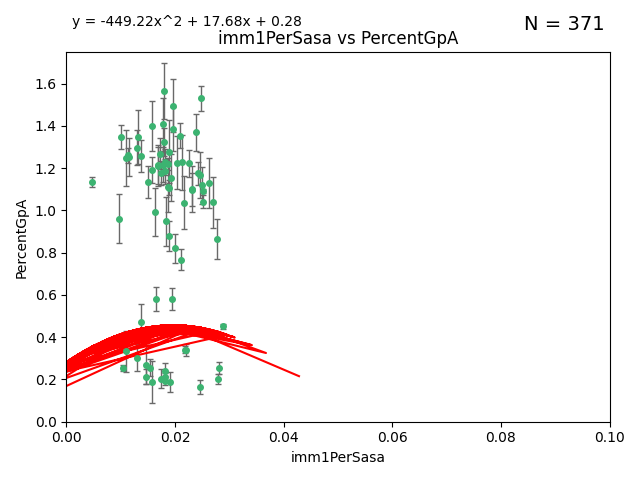 y = -449.22x^2 + 17.68x + 0.28
N = 371
imm1PerSasa vs PercentGpA
1.6
1.4
1.2
1.0
0.8
0.6
0.4
0.2
0.0
PercentGpA
0.00 0.02 0.04 0.06 0.08 0.10
imm1PerSasa